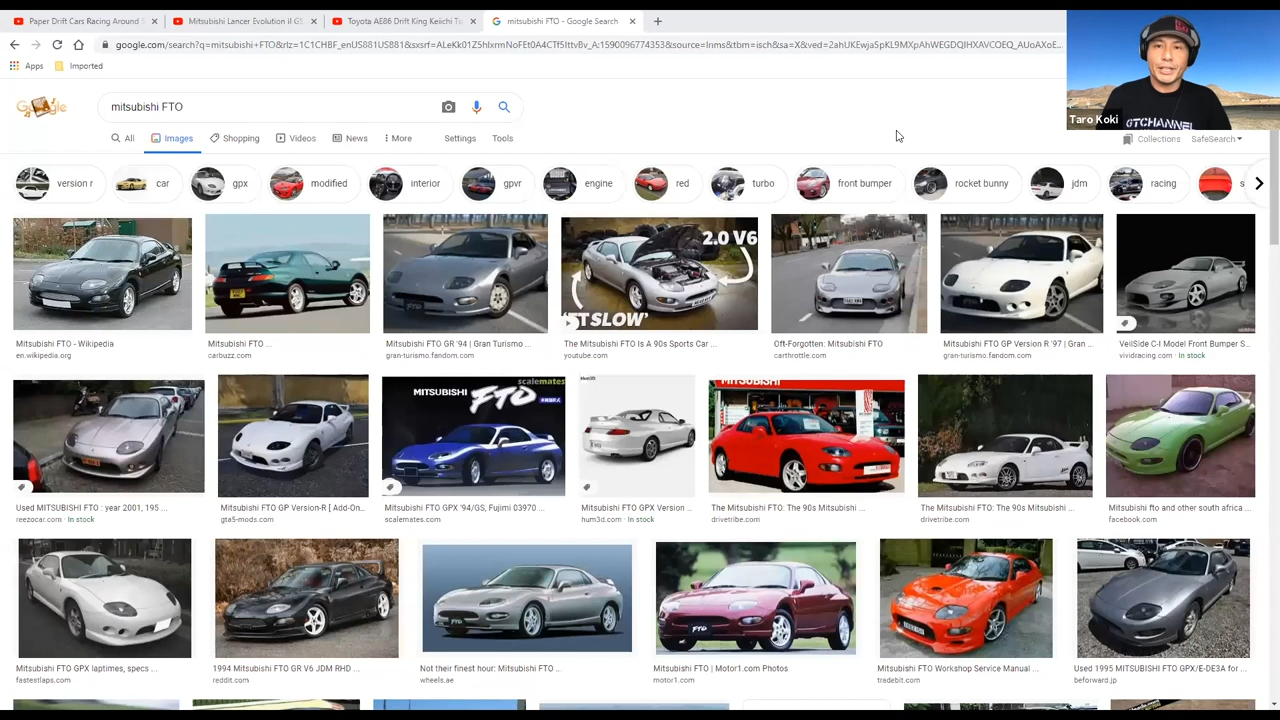 Paper Drift Cars Racing Around S
Mitsubishi Lancer Evolution II GS
Toyota AE86 Drift King Keiichi Ts
mitsubishi FTO - Google Search
Apps
Imported
Taro Koki
GTCHANNEL
Google
mitsubishi FTO
All
Images
Shopping
Videos
News
More
Settings
Tools
Collections
SafeSearch
version r
car
gpx
modified
interior
gpvr
engine
red
turbo
front bumper
rocket bunny
jdm
racing
s
2.0 V6
Mitsubishi FTO - Wikipedia
en.wikipedia.org
Mitsubishi FTO ...
carbuzz.com
Mitsubishi FTO GR '94 | Gran Turismo ...
gran-turismo.fandom.com
The Mitsubishi FTO Is A 90s Sports Car ...
youtube.com
Oft-Forgotten: Mitsubishi FTO
carthrottle.com
Mitsubishi FTO GP Version R '97 | Gran ...
gran-turismo.fandom.com
VeilSide C-I Model Front Bumper S...
vividracing.com · In stock
scalemates
MITSUBISHI FTO
Hum3D
MITSUBISHI
Used MITSUBISHI FTO : year 2001, 195 ...
reezocar.com · In stock
Mitsubishi FTO GP Version-R [ Add-On...
gta5-mods.com
Mitsubishi FTO GPX '94/GS, Fujimi 03970 ...
scalemates.com
Mitsubishi FTO GPX Version ...
hum3d.com · In stock
The Mitsubishi FTO: The 90s Mitsubishi ...
drivetribe.com
The Mitsubishi FTO: The 90s Mitsubishi ...
drivetribe.com
Mitsubishi fto and other south africa ...
facebook.com
FTO
Mitsubishi FTO GPX laptimes, specs ...
fastestlaps.com
1994 Mitsubishi FTO GR V6 JDM RHD ...
reddit.com
Not their finest hour: Mitsubishi FTO ...
wheels.ae
Mitsubishi FTO | Motor1.com Photos
motor1.com
Mitsubishi FTO Workshop Service Manual ...
tradebit.com
Used 1995 MITSUBISHI FTO GPX/E-DE3A for ...
beforward.jp